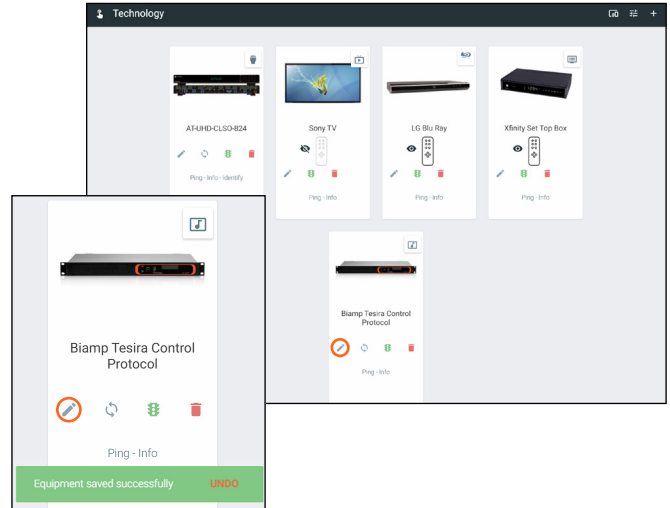 Technology
AT-UHD-CLSO-824
Ping - Info - Identify
Sony TV
Ping - Info
LG Blu Ray
Ping - Info
Xfinity Set Top Box
Ping - Info
Biamp Tesira Control
Protocol
Ping - Info
Biamp Tesira Control
Protocol
Ping - Info
Equipment saved successfully UNDO